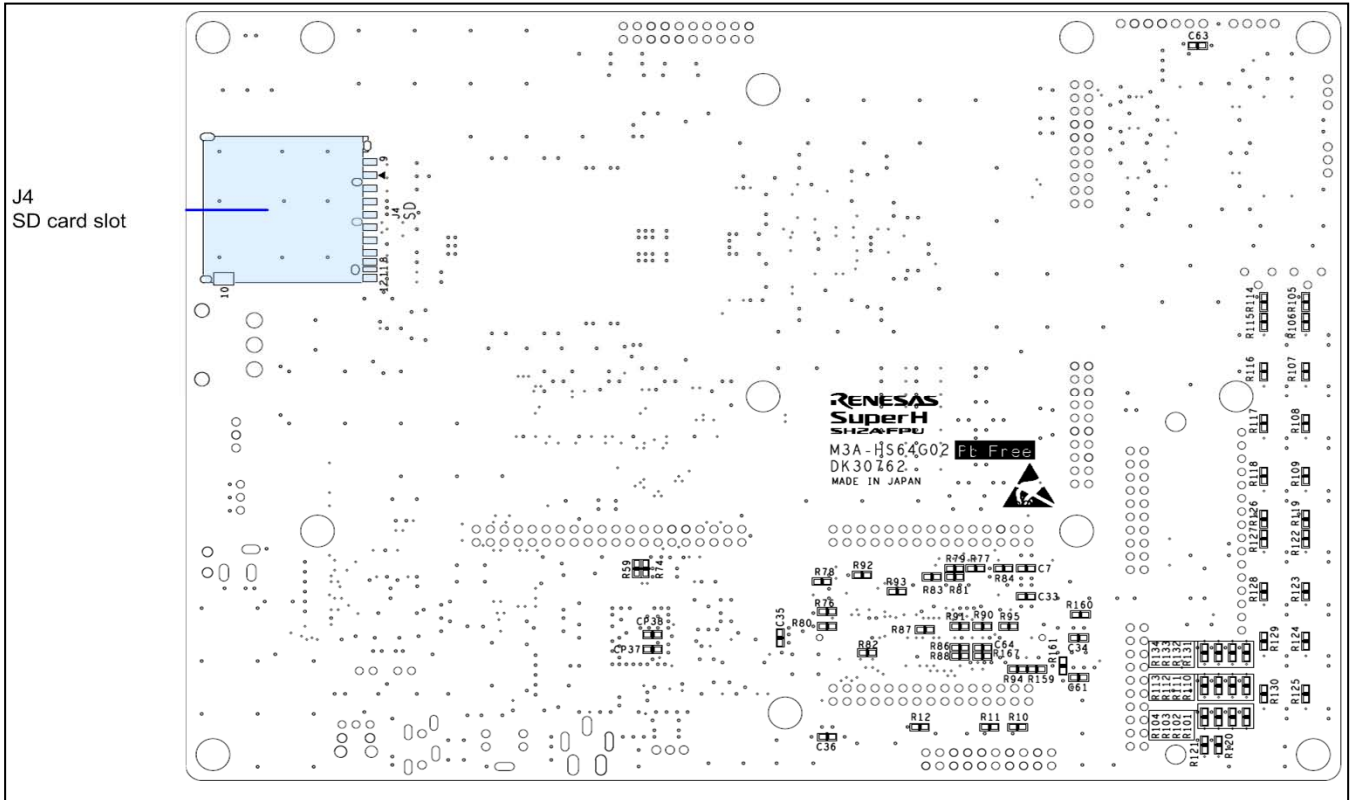 C63
J4
SD card slot
9
J4
SD
8
11
12
10
R114
R105
R115
R106
R116
R107
R117
R108
RENESAS
SuperH
SH2A-FPU
M3A-HS64G02
Pb Free
DK30762
MADE IN JAPAN
R118
R109
R126
R119
R127
R122
R59
R74
R78
R92
R79
R77
R84
C7
R83
R81
R93
C33
R128
R123
R76
R160
R80
C35
R87
R91
R90
R95
CP38
CP37
R82
R86
R88
C64
R167
R161
C34
R129
R124
R134
R133
R132
R131
R94
R159
C61
R113
R112
R111
R110
R130
R125
R12
R11
R10
R104
R103
R102
R101
C36
R121
R120